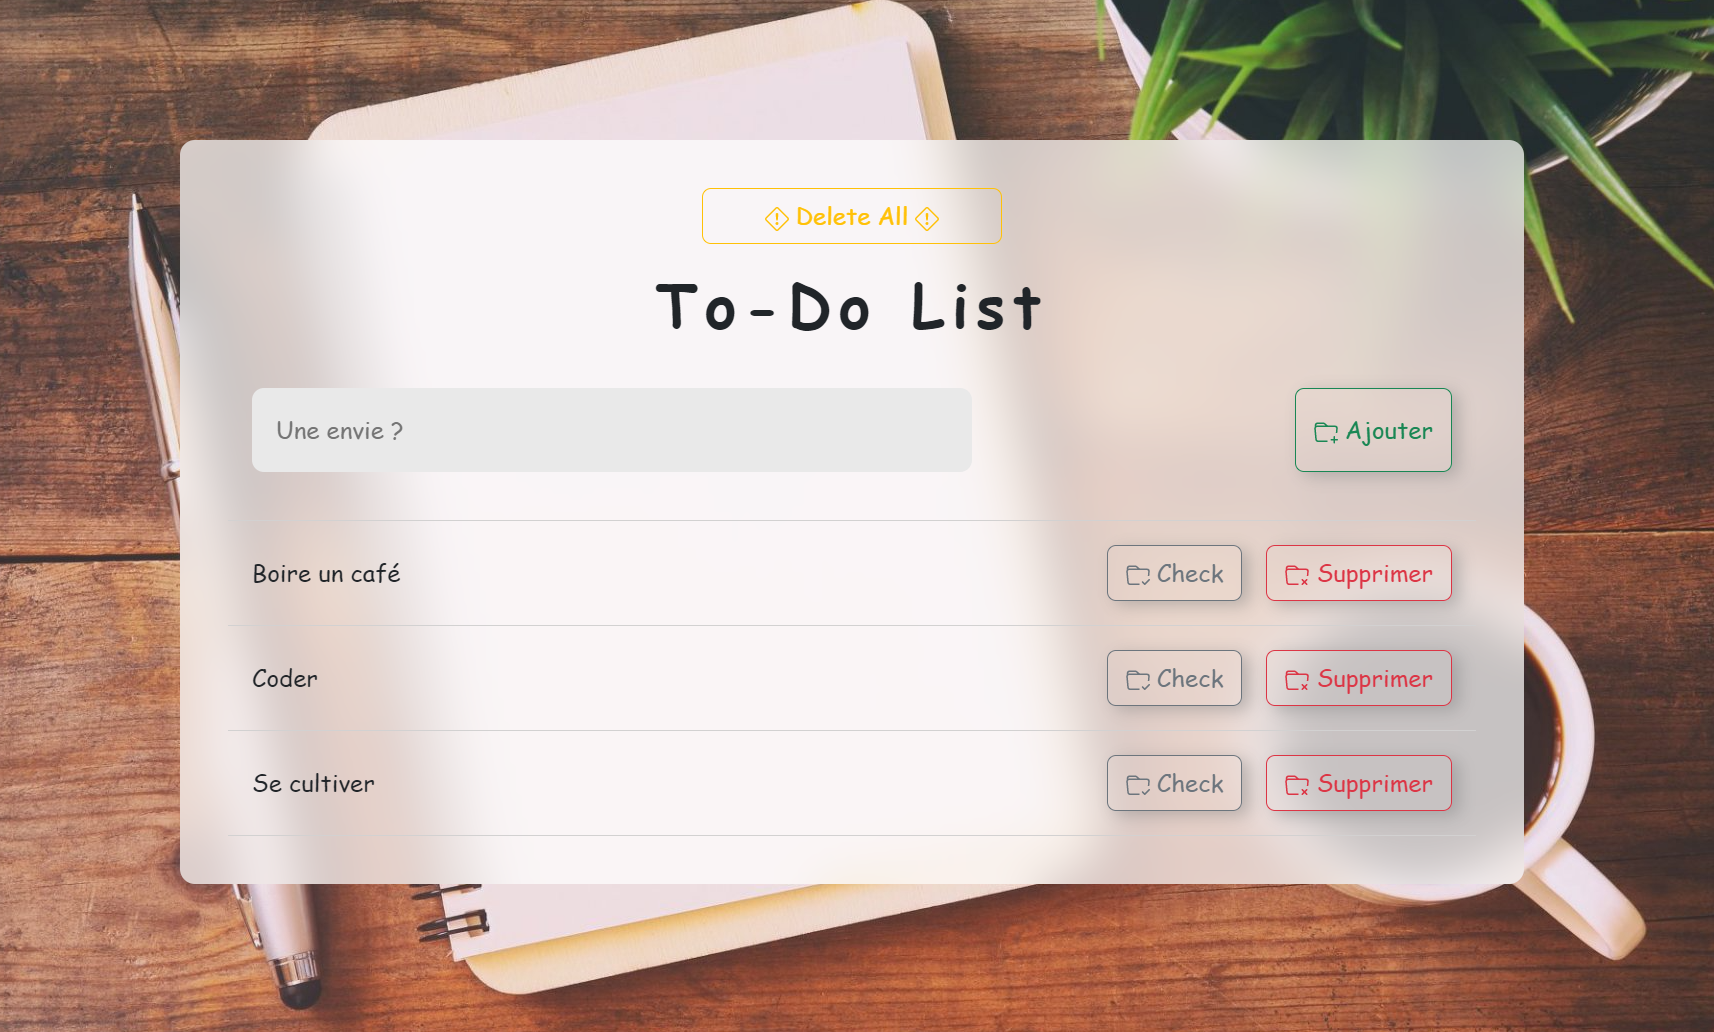 Delete All
To-Do List
Une envie ?
Ajouter
Boire un café
Check
Supprimer
Coder
Check
Supprimer
Se cultiver
Check
Supprimer